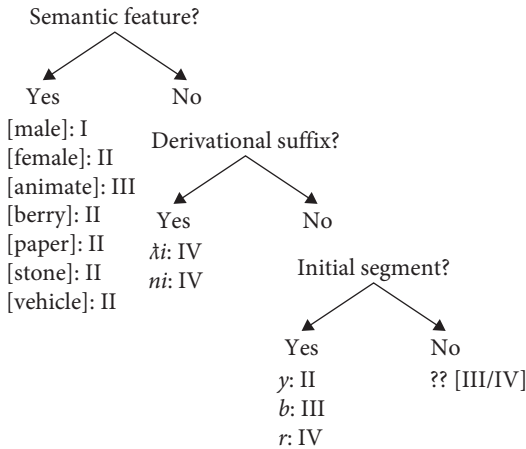 Semantic feature?
Yes No
[male]: I
[female]: II
[animate]: III
[berry]: II
[paper]: II
[stone]: II
[vehicle]: II
Derivational suffix?
Yes No
ƛi: IV
ni: IV
Initial segment?
Yes No
y: II
b: III
r: IV
?? [III/IV]